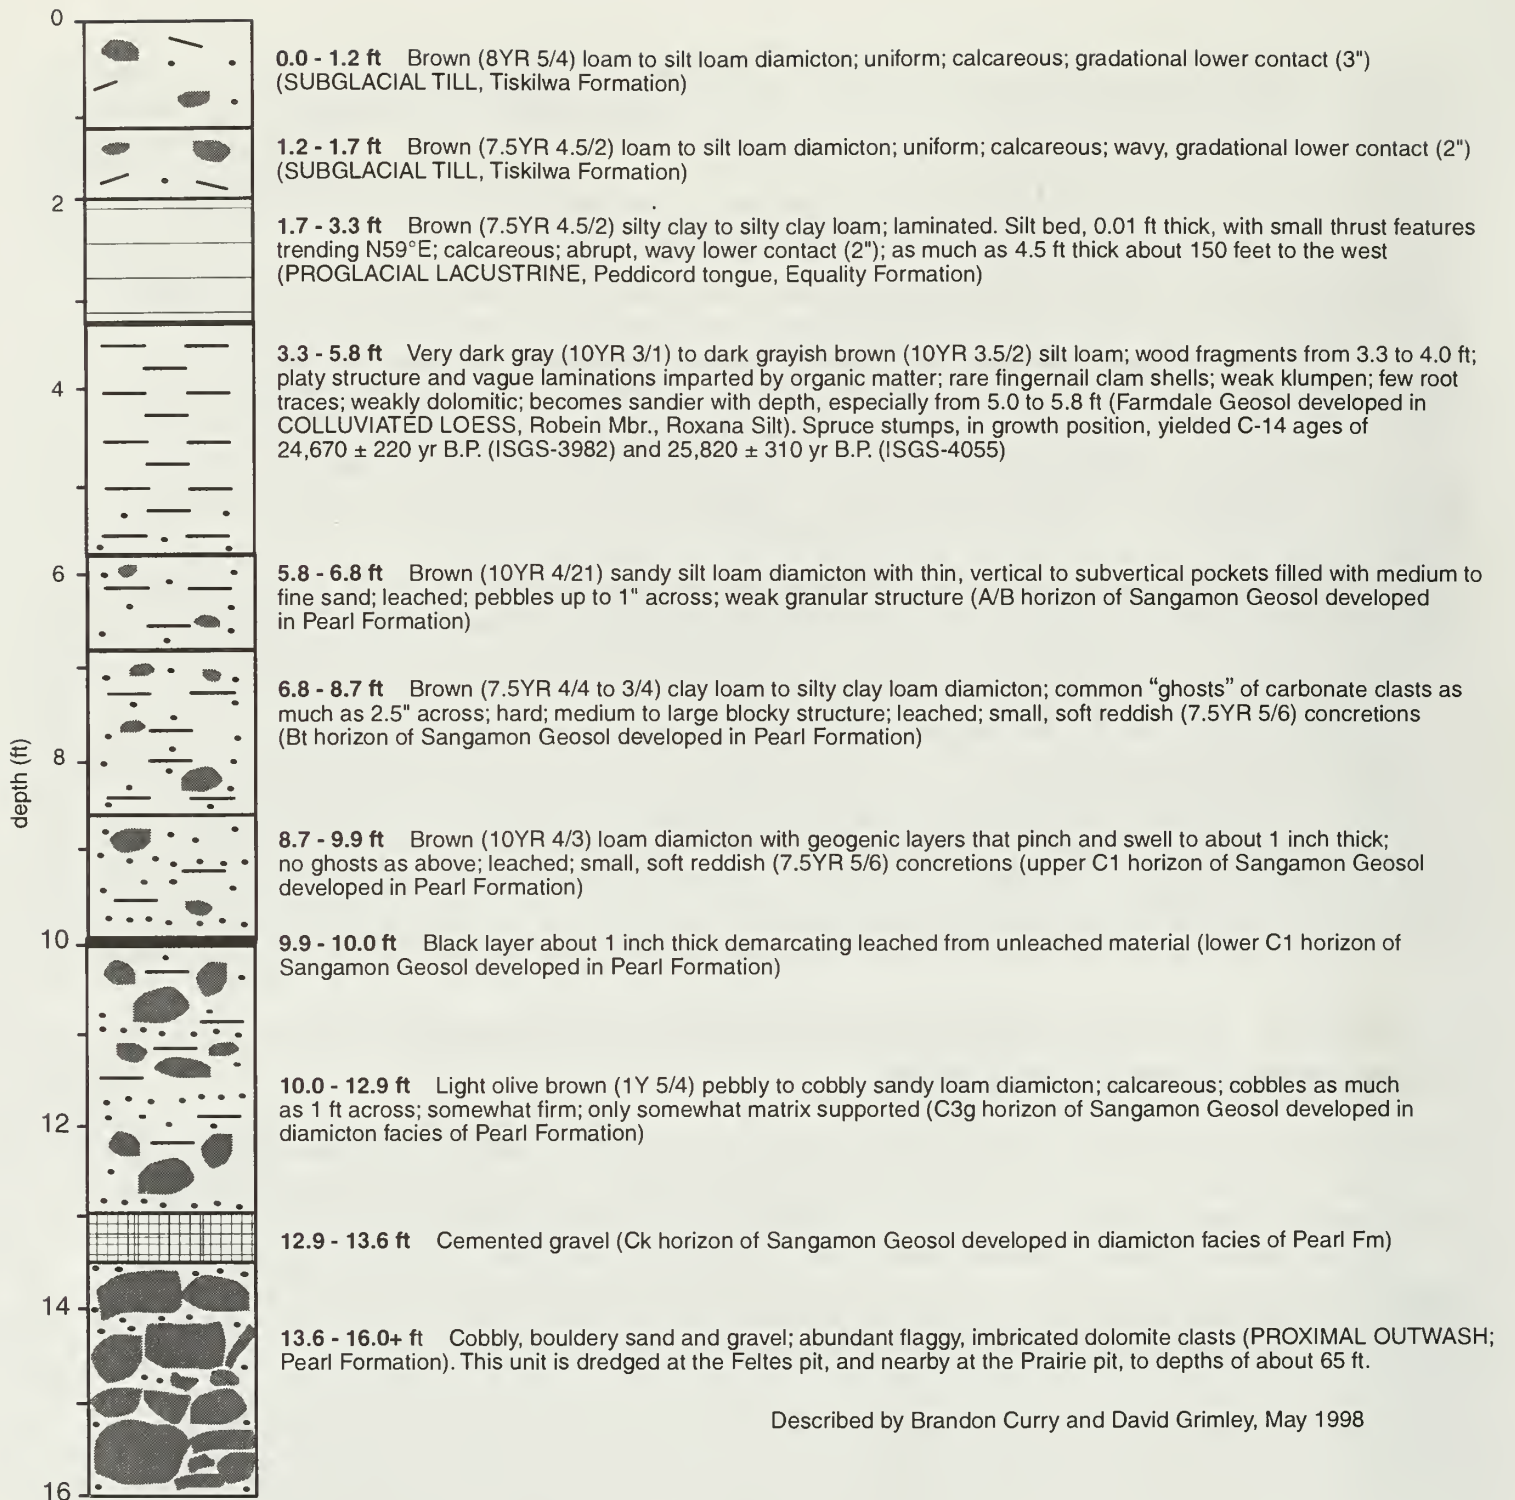 0
0.0 - 1.2 ft Brown (8YR 5/4) loam to silt loam diamicton; uniform; calcareous; gradational lower contact (3")
(SUBGLACIAL TILL, Tiskilwa Formation)
1.2 - 1.7 ft Brown (7.5YR 4.5/2) loam to silt loam diamicton; uniform; calcareous; wavy, gradational lower contact (2")
(SUBGLACIAL TILL, Tiskilwa Formation)
2
1.7 - 3.3 ft Brown (7.5YR 4.5/2) silty clay to silty clay loam; laminated. Silt bed, 0.01 ft thick, with small thrust features
trending N59°E; calcareous; abrupt, wavy lower contact (2"); as much as 4.5 ft thick about 150 feet to the west
(PROGLACIAL LACUSTRINE, Peddicord tongue, Equality Formation)
3.3 - 5.8 ft Very dark gray (10YR 3/1) to dark grayish brown (10YR 3.5/2) silt loam; wood fragments from 3.3 to 4.0 ft;
platy structure and vague laminations imparted by organic matter; rare fingernail clam shells; weak klumpen; few root
4
traces; weakly dolomitic; becomes sandier with depth, especially from 5.0 to 5.8 ft (Farmdale Geosol developed in
COLLUVIATED LOESS, Robein Mbr., Roxana Silt). Spruce stumps, in growth position, yielded C-14 ages of
24,670 ± 220 yr B.P. (ISGS-3982) and 25,820 ± 310 yr B.P. (ISGS-4055)
6
5.8 - 6.8 ft Brown (10YR 4/21) sandy silt loam diamicton with thin, vertical to subvertical pockets filled with medium to
fine sand; leached; pebbles up to 1" across; weak granular structure (A/B horizon of Sangamon Geosol developed
in Pearl Formation)
6.8 - 8.7 ft Brown (7.5YR 4/4 to 3/4) clay loam to silty clay loam diamicton; common “ghosts” of carbonate clasts as
much as 2.5" across; hard; medium to large blocky structure; leached; small, soft reddish (7.5YR 5/6) concretions
(Bt horizon of Sangamon Geosol developed in Pearl Formation)
8
depth (ft)
8.7 - 9.9 ft Brown (10YR 4/3) loam diamicton with geogenic layers that pinch and swell to about 1 inch thick;
no ghosts as above; leached; small, soft reddish (7.5YR 5/6) concretions (upper C1 horizon of Sangamon Geosol
developed in Pearl Formation)
10
9.9 - 10.0 ft Black layer about 1 inch thick demarcating leached from unleached material (lower C1 horizon of
Sangamon Geosol developed in Pearl Formation)
10.0 - 12.9 ft Light olive brown (1Y 5/4) pebbly to cobbly sandy loam diamicton; calcareous; cobbles as much
as 1 ft across; somewhat firm; only somewhat matrix supported (C3g horizon of Sangamon Geosol developed in
12
diamicton facies of Pearl Formation)
12.9 - 13.6 ft Cemented gravel (Ck horizon of Sangamon Geosol developed in diamicton facies of Pearl Fm)
14
13.6 - 16.0+ ft Cobbly, bouldery sand and gravel; abundant flaggy, imbricated dolomite clasts (PROXIMAL OUTWASH;
Pearl Formation). This unit is dredged at the Feltes pit, and nearby at the Prairie pit, to depths of about 65 ft.
Described by Brandon Curry and David Grimley, May 1998
16